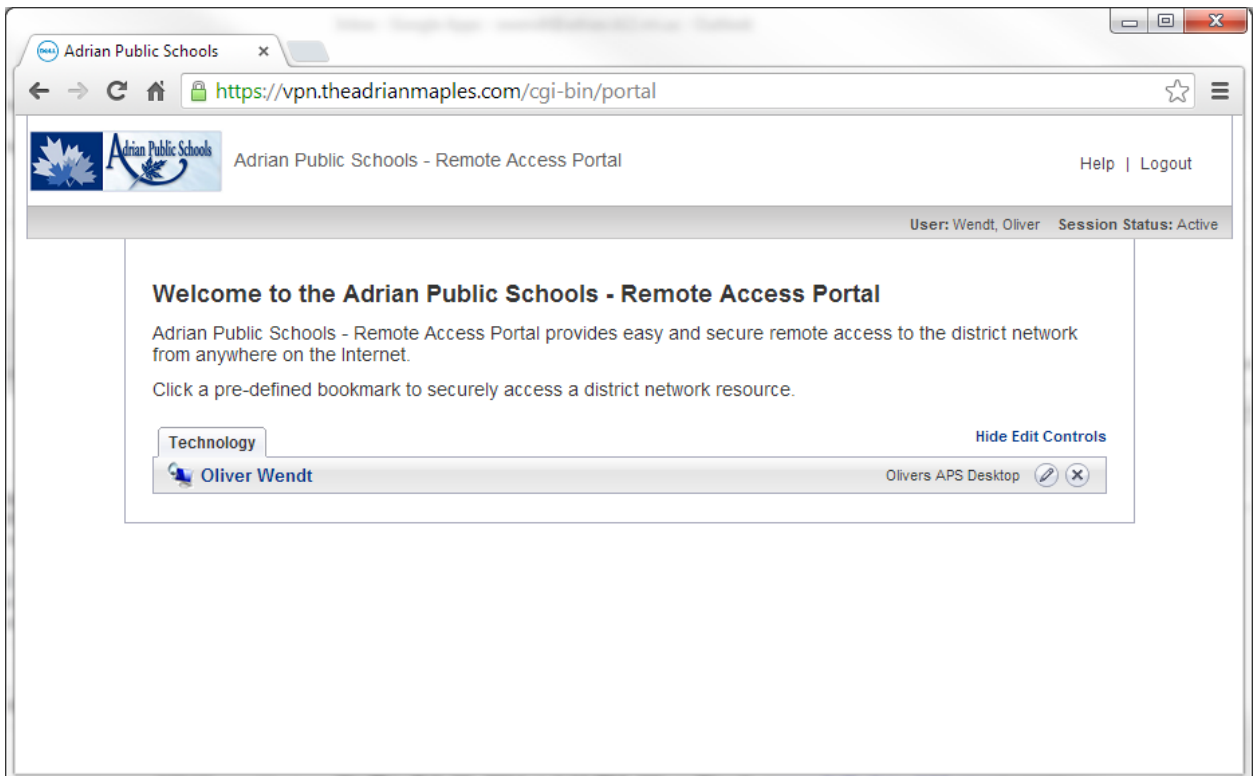 DELL Adrian Public Schools
https://vpn.theadrianmaples.com/cgi-bin/portal
Adrian Public Schools
Adrian Public Schools - Remote Access Portal
Help | Logout
User: Wendt, Oliver Session Status: Active
Welcome to the Adrian Public Schools - Remote Access Portal
Adrian Public Schools - Remote Access Portal provides easy and secure remote access to the district network
from anywhere on the Internet.
Click a pre-defined bookmark to securely access a district network resource.
Technology
Hide Edit Controls
Oliver Wendt
Olivers APS Desktop